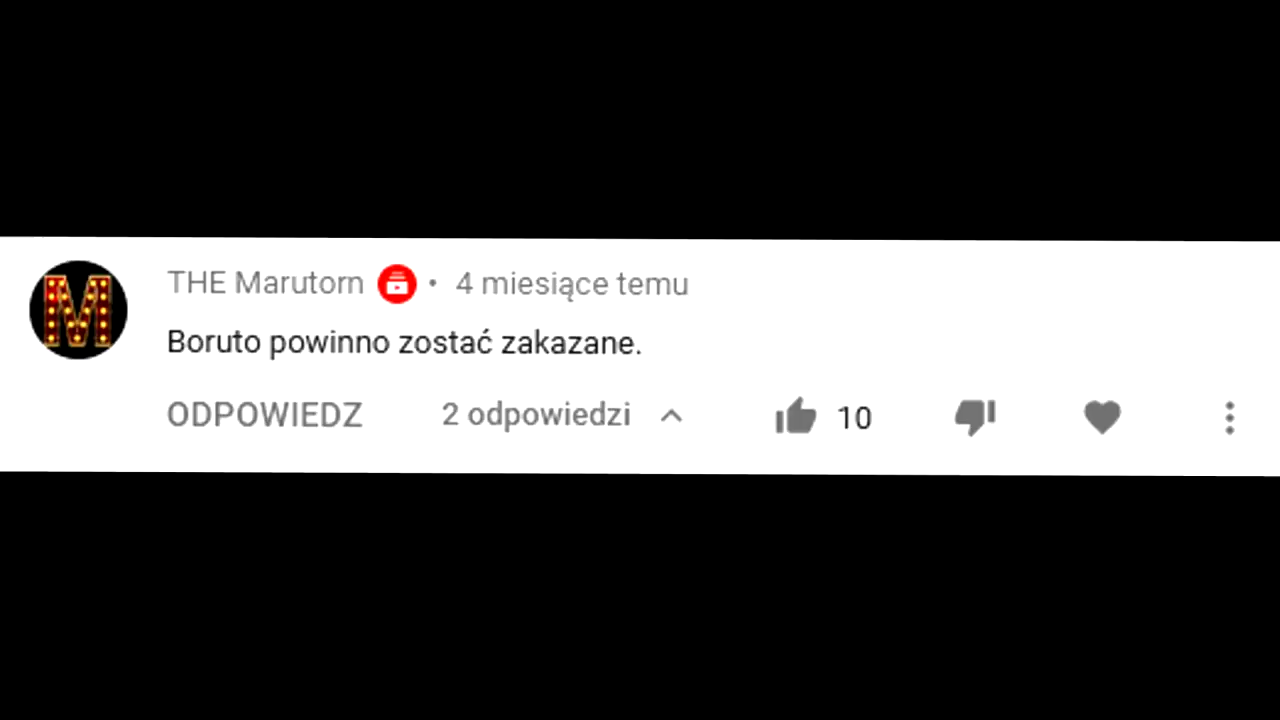 M
THE Marutorn • 4 miesiące temu
Boruto powinno zostać zakazane.
ODPOWIEDZ 2 odpowiedzi 10